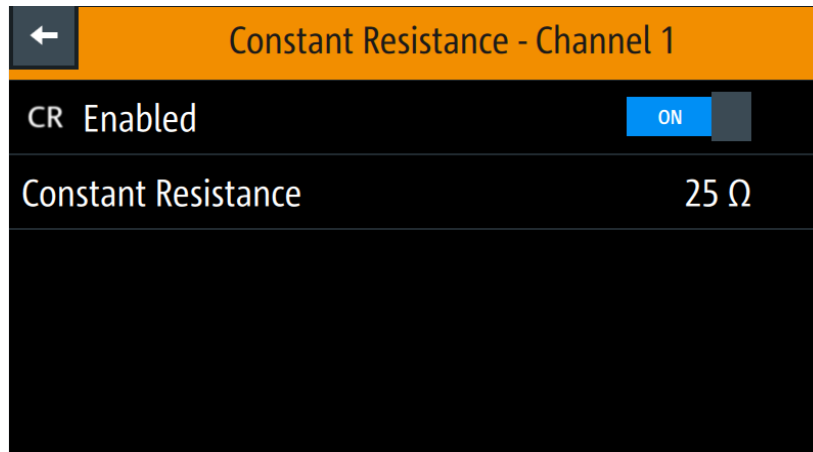 Constant Resistance - Channel 1
CR Enabled ON
Constant Resistance 25 Ω